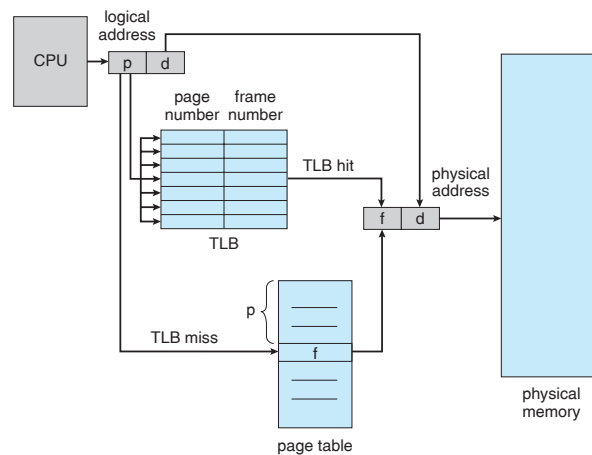 logical
address
CPU
p d
page
number
frame
number
TLB hit
physical
address
f d
TLB
p
TLB miss
f
physical
memory
page table